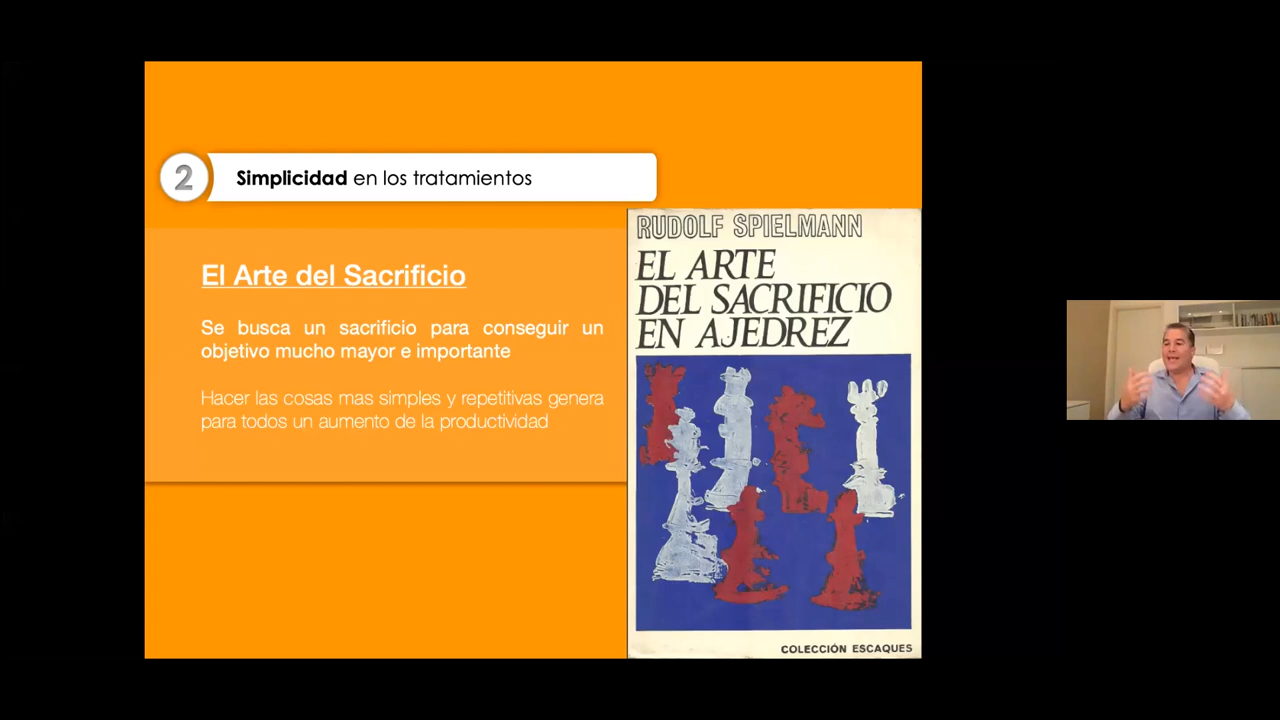 2
Simplicidad en los tratamientos
El Arte del Sacrificio
Se busca un sacrificio para conseguir un
objetivo mucho mayor e importante
Hacer las cosas mas simples y repetitivas genera
para todos un aumento de la productividad
RUDOLF SPIELMANN
EL ARTE
DEL SACRIFICIO
EN AJEDREZ
COLECCIÓN ESCAQUES